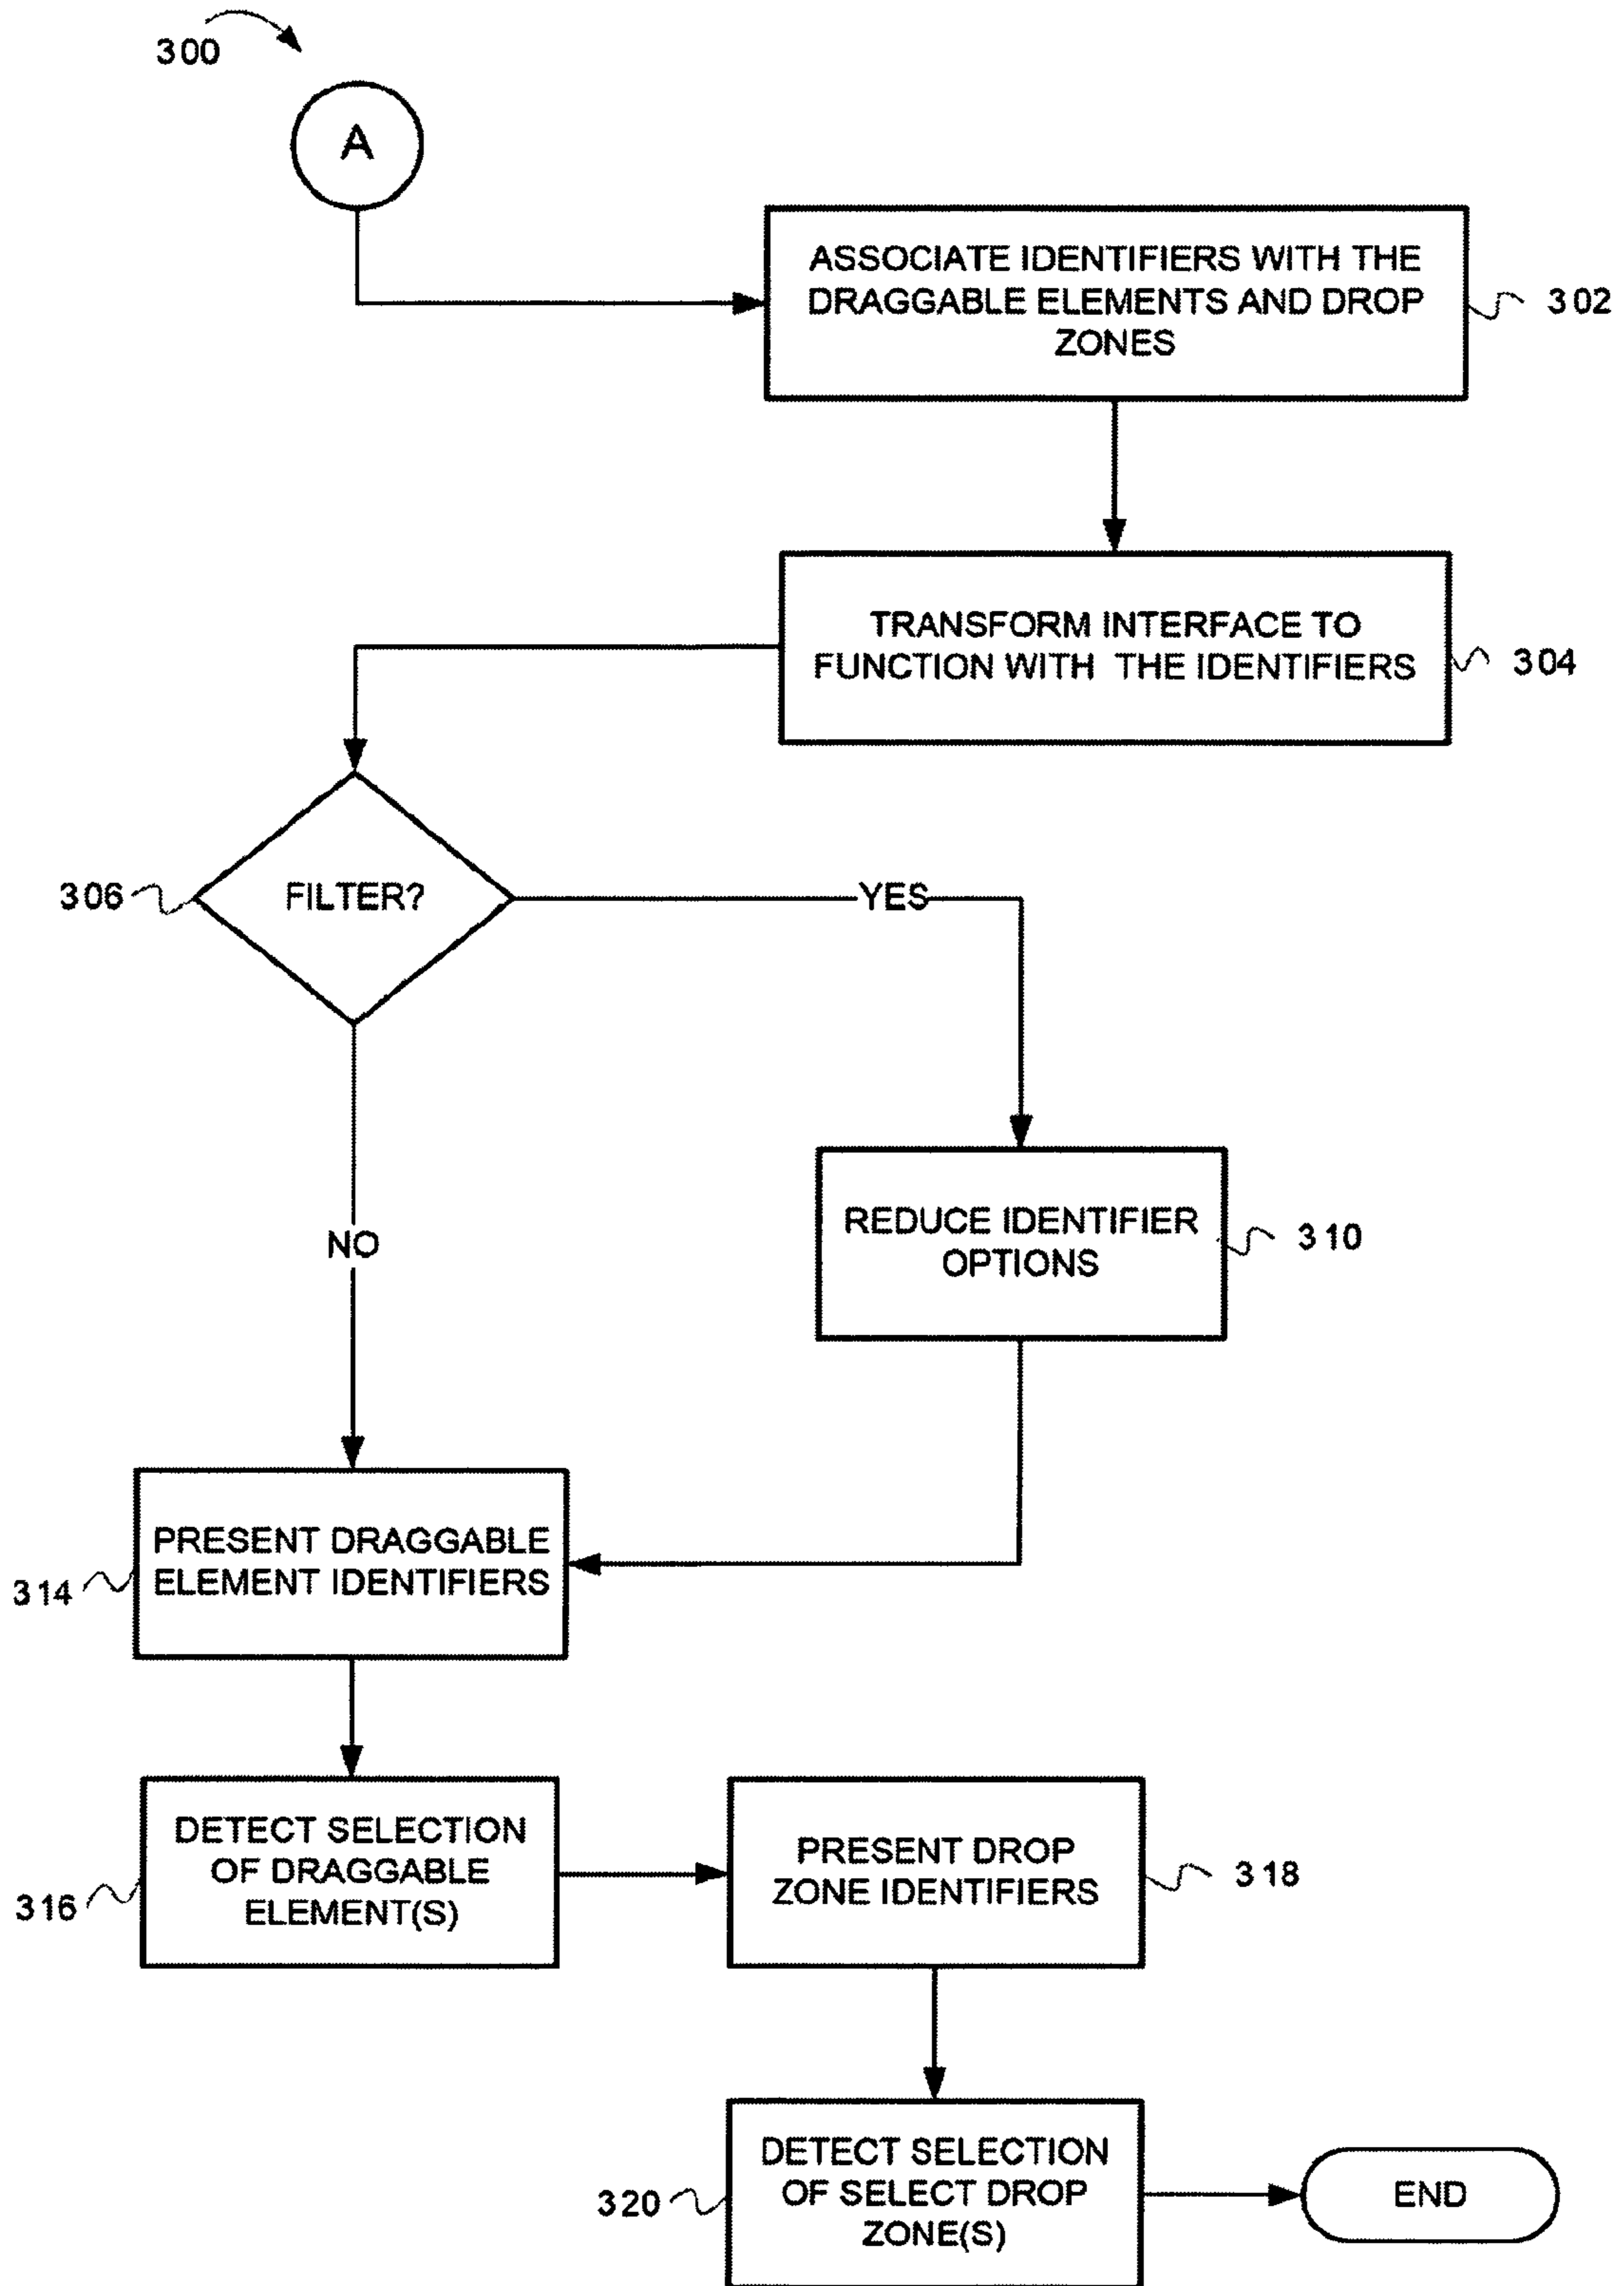 300
A
ASSOCIATE IDENTIFIERS WITH THE
DRAGGABLE ELEMENTS AND DROP
ZONES
302
TRANSFORM INTERFACE TO
FUNCTION WITH THE IDENTIFIERS
304
306
FILTER?
YES
REDUCE IDENTIFIER
OPTIONS
310
NO
PRESENT DRAGGABLE
ELEMENT IDENTIFIERS
314
DETECT SELECTION
OF DRAGGABLE
ELEMENT(S)
316
PRESENT DROP
ZONE IDENTIFIERS
318
DETECT SELECTION
OF SELECT DROP
ZONE(S)
320
END